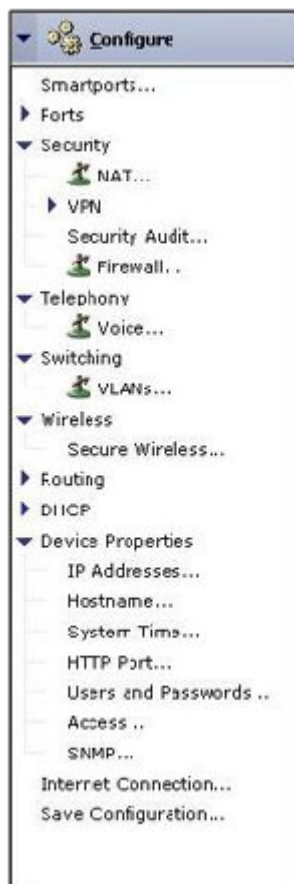 Configure
Smartports...
Ports
Security
NAT...
VPN
Security Audit...
Firewall...
Telephony
Voice...
Switching
VLANs...
Wireless
Secure Wireless...
Routing
DHCP
Device Properties
IP Addresses...
Hostname...
System Time...
HTTP Port...
Users and Passwords...
Access...
SNMP...
Internet Connection...
Save Configuration...